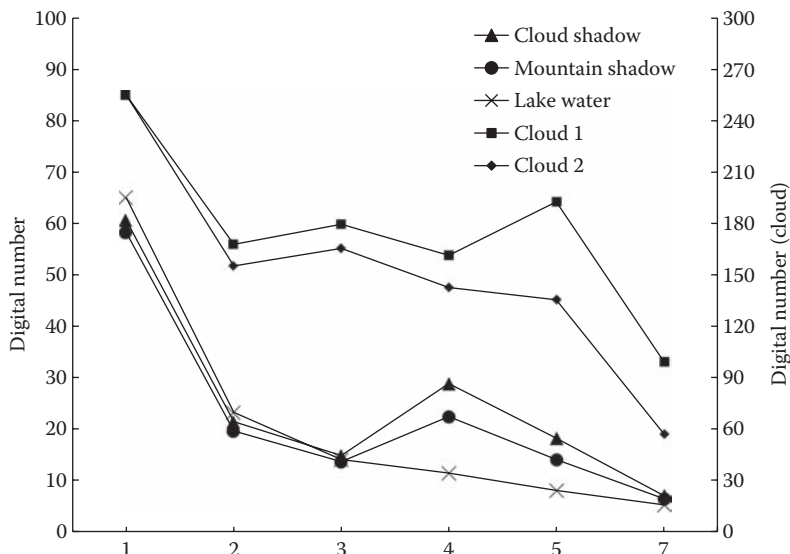 100
90
80
70
60
50
40
30
20
10
0
Digital number
Cloud shadow
Mountain shadow
Lake water
Cloud 1
Cloud 2
300
270
240
210
180
150
120
90
60
30
0
Digital number (cloud)
1 2 3 4 5 7